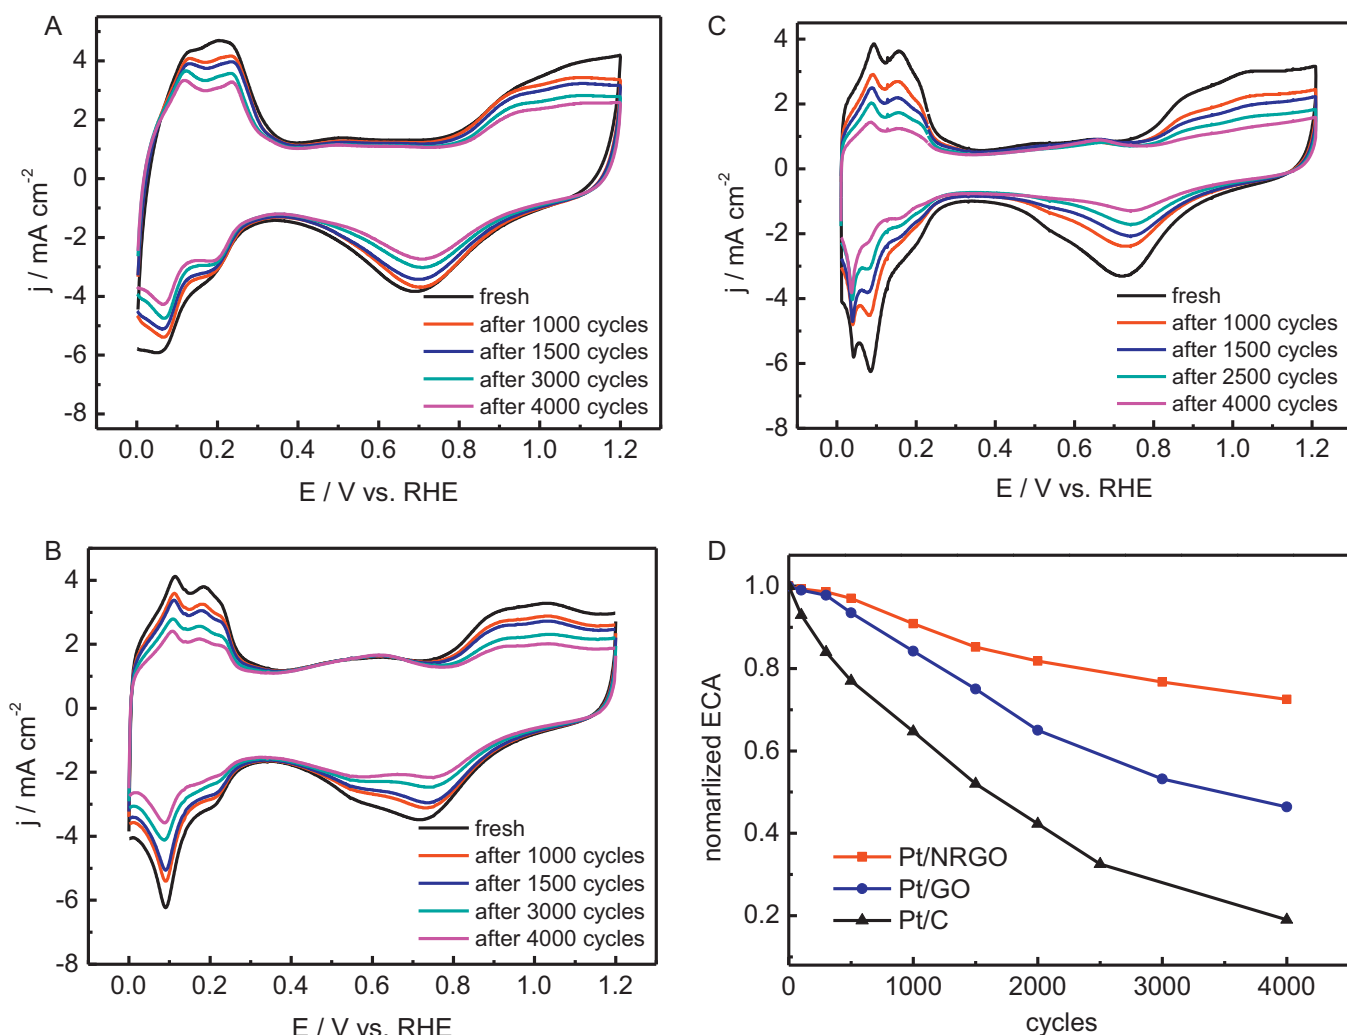 A
j / mA cm-2
4
2
0
-2
-4
-6
-8
0.0 0.2 0.4 0.6 0.8 1.0 1.2
E / V vs. RHE
fresh
after 1000 cycles
after 1500 cycles
after 3000 cycles
after 4000 cycles
C
j / mA cm-2
4
2
0
-2
-4
-6
-8
0.0 0.2 0.4 0.6 0.8 1.0 1.2
E / V vs. RHE
fresh
after 1000 cycles
after 1500 cycles
after 2500 cycles
after 4000 cycles
B
j / mA cm-2
4
2
0
-2
-4
-6
-8
0.0 0.2 0.4 0.6 0.8 1.0 1.2
E / V vs. RHE
fresh
after 1000 cycles
after 1500 cycles
after 3000 cycles
after 4000 cycles
D
nomarlized ECA
1.0
0.8
0.6
0.4
0.2
0 1000 2000 3000 4000
cycles
Pt/NRGO
Pt/GO
Pt/C